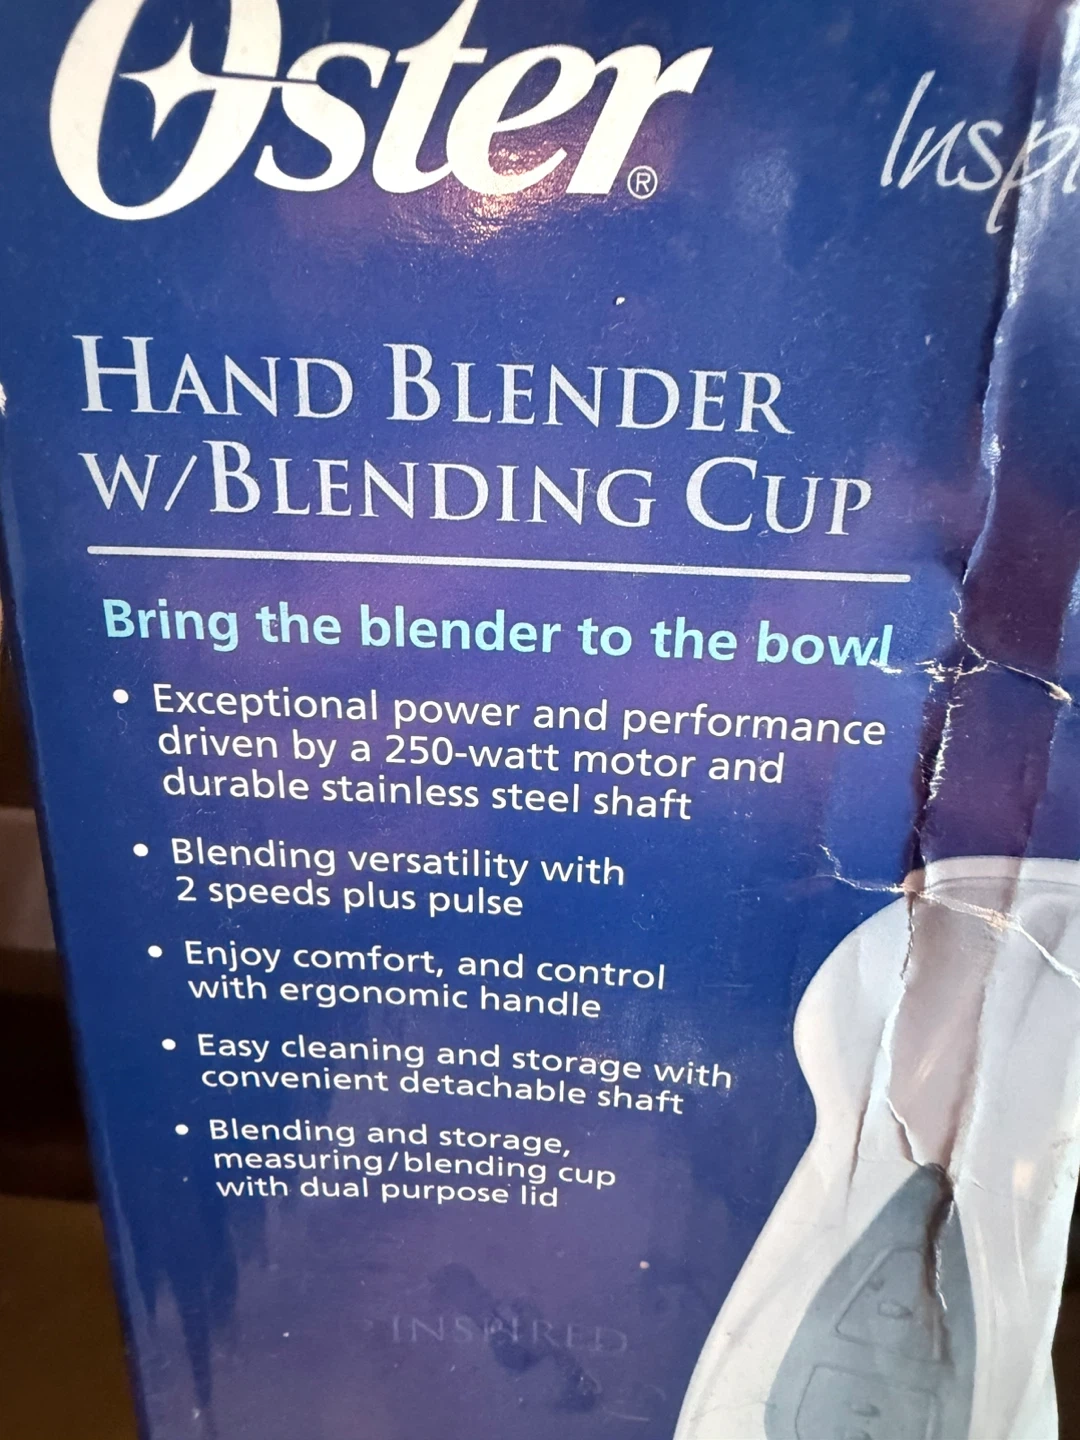 Oster®
HAND BLENDER
W/BLENDING CUP
Bring the blender to the bowl
• Exceptional power and performance
driven by a 250-watt motor and
durable stainless steel shaft
• Blending versatility with
2 speeds plus pulse
• Enjoy comfort, and control
with ergonomic handle
• Easy cleaning and storage with
convenient detachable shaft
• Blending and storage,
measuring/blending cup
with dual purpose lid
INSPIRED